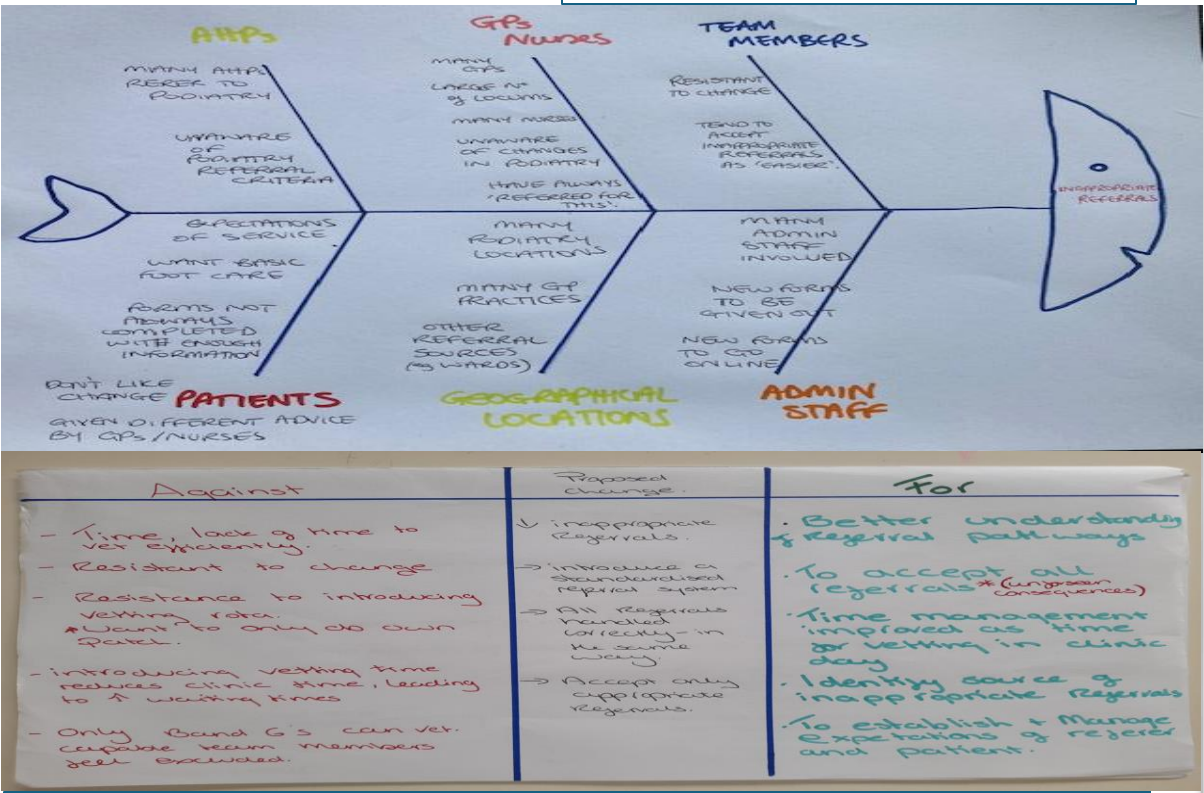 AHPs
MANY AHPs
REFER TO
PODIATRY
UNAWARE
OF
PODIATRY
REFERRAL
CRITERIA
GPs
NURSES
MANY
GPs
LARGE Nº
of LOCUMS
MANY NURSES
UNAWARE
OF CHANGES
IN PODIATRY
HAVE ALWAYS
'REFERRED FOR
THIS'.
TEAM
MEMBERS
RESISTANT
TO CHANGE
TEND TO
ACCEPT
INAPPROPRIATE
REFERRALS
AS 'EASIER'.
INAPPROPRIATE
REFERRALS
EXPECTATIONS
OF SERVICE
WANT BASIC
FOOT CARE
FORMS NOT
ALWAYS
COMPLETED
WITH ENOUGH
INFORMATION
DON'T LIKE
CHANGE
PATIENTS
GIVEN DIFFERENT ADVICE
BY GPs/NURSES
MANY
PODIATRY
LOCATIONS
MANY GP
PRACTICES
OTHER
REFERRAL
SOURCES
(eg WARDS)
GEOGRAPHICAL
LOCATIONS
MANY
ADMIN
STAFF
INVOLVED
NEW FORMS
TO BE
GIVEN OUT
NEW FORMS
TO GO
ONLINE
ADMIN
STAFF
Against
- Time, lack of time to
vet efficiently.
- Resistant to change
- Resistance to introducing
vetting rota.
* Want to only do own
patch.
- introducing vetting time
reduces clinic time, leading
to ↑ waiting times
- Only Band 6's can vet.
capable team members
feel excluded.
Proposed
change.
↓ inappropriate
Referrals.
→ introduce a
standardised
referral system
→ All Referrals
handled
correctly - in
the same
way.
→ Accept only
appropriate
Referrals.
For
· Better understanding
of Referral pathways
· To accept all
referrals * (unforseen
consequences)
· Time management
improved as time
for vetting in clinic
day
· Identify source of
inappropriate Referrals
· To establish + Manage
expectations of referer
and patient.